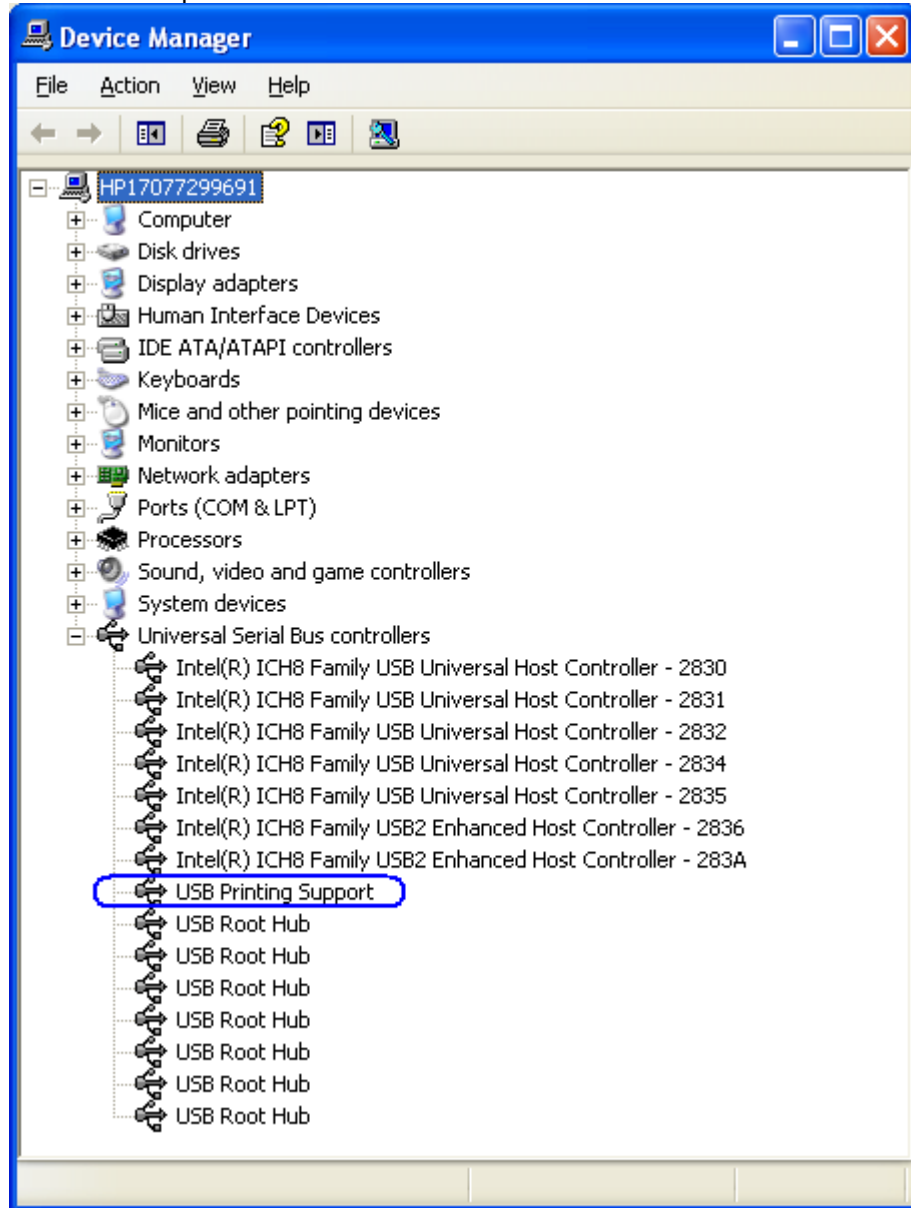 Device Manager
File Action View Help
HP17077299691
Computer
Disk drives
Display adapters
Human Interface Devices
IDE ATA/ATAPI controllers
Keyboards
Mice and other pointing devices
Monitors
Network adapters
Ports (COM & LPT)
Processors
Sound, video and game controllers
System devices
Universal Serial Bus controllers
Intel(R) ICH8 Family USB Universal Host Controller - 2830
Intel(R) ICH8 Family USB Universal Host Controller - 2831
Intel(R) ICH8 Family USB Universal Host Controller - 2832
Intel(R) ICH8 Family USB Universal Host Controller - 2834
Intel(R) ICH8 Family USB Universal Host Controller - 2835
Intel(R) ICH8 Family USB2 Enhanced Host Controller - 2836
Intel(R) ICH8 Family USB2 Enhanced Host Controller - 283A
USB Printing Support
USB Root Hub
USB Root Hub
USB Root Hub
USB Root Hub
USB Root Hub
USB Root Hub
USB Root Hub